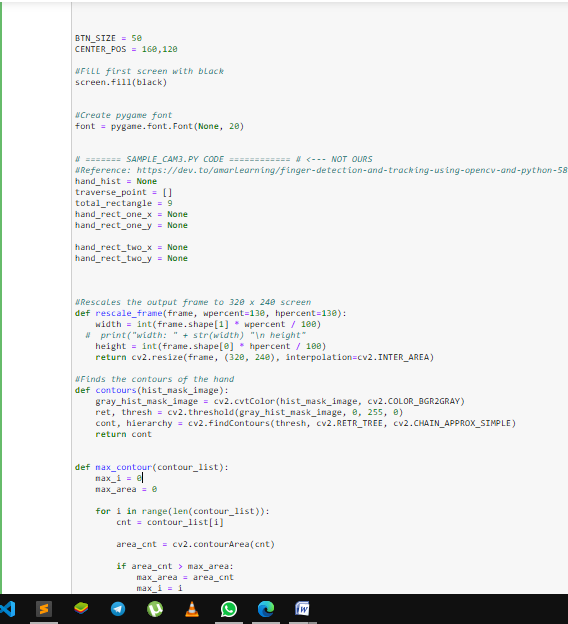 BTN_SIZE = 50
CENTER_POS = 160,120
#Fill first screen with black
screen.fill(black)
#Create pygame font
font = pygame.font.Font(None, 20)
# ======= SAMPLE_CAM3.PY CODE ============ # <--- NOT OURS
#Reference: https://dev.to/amarlearning/finger-detection-and-tracking-using-opencv-and-python-58
hand_hist = None
traverse_point = []
total_rectangle = 9
hand_rect_one_x = None
hand_rect_one_y = None
hand_rect_two_x = None
hand_rect_two_y = None
#Rescales the output frame to 320 x 240 screen
def rescale_frame(frame, wpercent=130, hpercent=130):
    width = int(frame.shape[1] * wpercent / 100)
  #  print("width: " + str(width) "\n height"
    height = int(frame.shape[0] * hpercent / 100)
    return cv2.resize(frame, (320, 240), interpolation=cv2.INTER_AREA)
#Finds the contours of the hand
def contours(hist_mask_image):
    gray_hist_mask_image = cv2.cvtColor(hist_mask_image, cv2.COLOR_BGR2GRAY)
    ret, thresh = cv2.threshold(gray_hist_mask_image, 0, 255, 0)
    cont, hierarchy = cv2.findContours(thresh, cv2.RETR_TREE, cv2.CHAIN_APPROX_SIMPLE)
    return cont
def max_contour(contour_list):
    max_i = 0
    max_area = 0
    for i in range(len(contour_list)):
        cnt = contour_list[i]
        area_cnt = cv2.contourArea(cnt)
        if area_cnt > max_area:
            max_area = area_cnt
            max_i = i